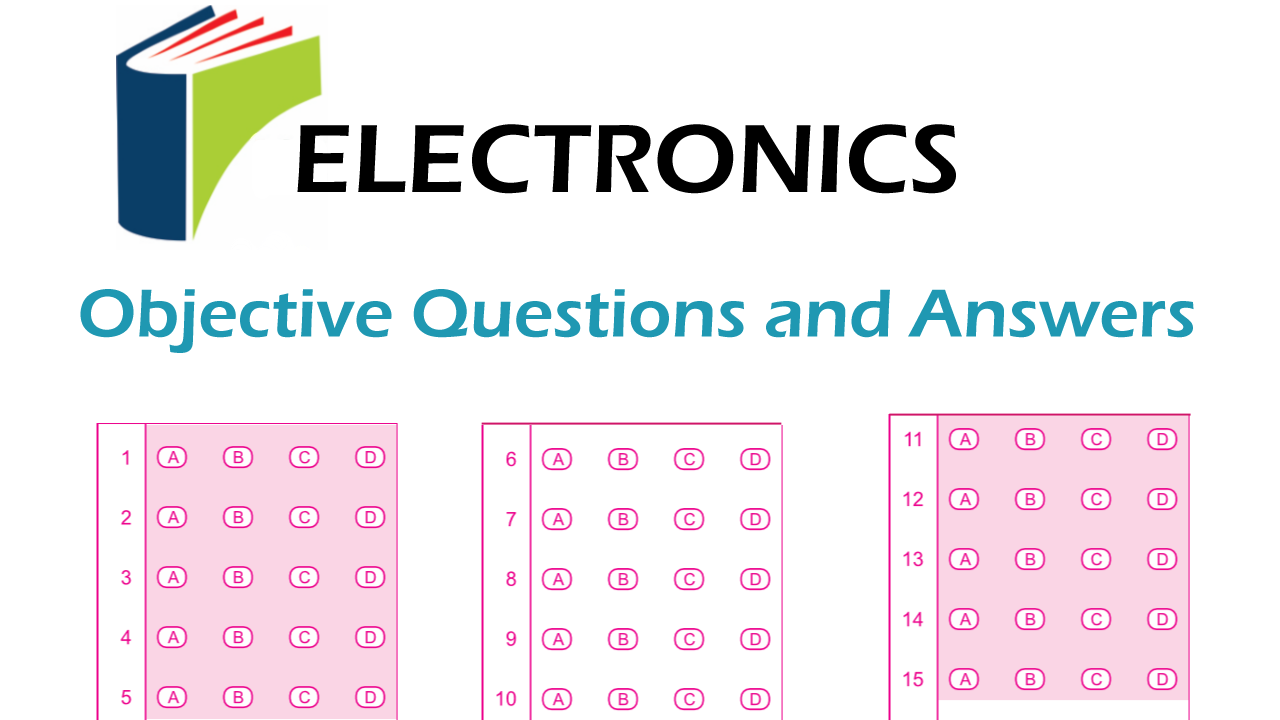 ELECTRONICS
Objective Questions and Answers
1 A B C D
2 A B C D
3 A B C D
4 A B C D
5 A B C D
6 A B C D
7 A B C D
8 A B C D
9 A B C D
10 A B C D
11 A B C D
12 A B C D
13 A B C D
14 A B C D
15 A B C D